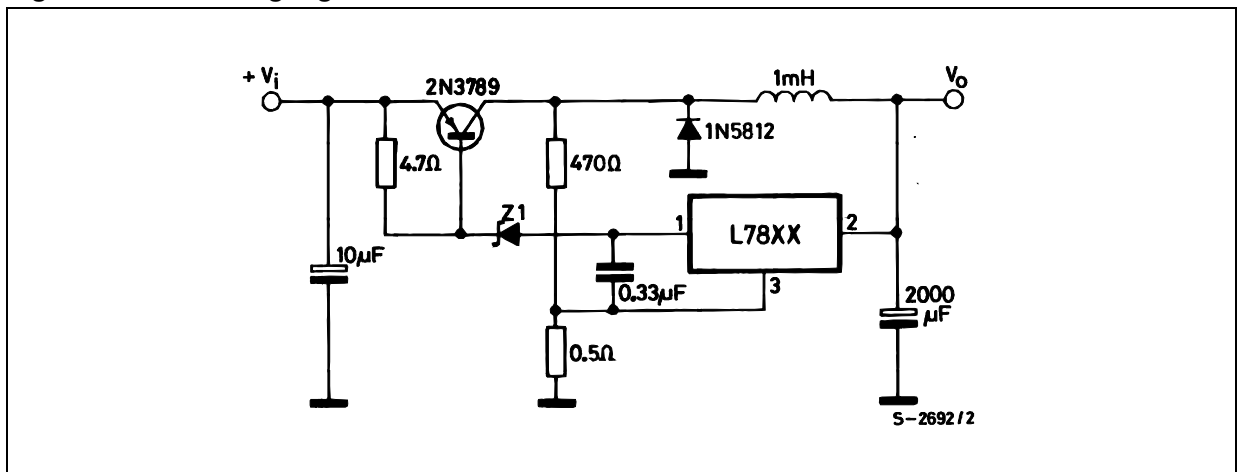 + Vi
2N3789
1mH
Vo
4.7Ω
470Ω
1N5812
Z1
1
L78XX
2
10µF
0.33µF
3
2000
µF
0.5Ω
S-2692/2